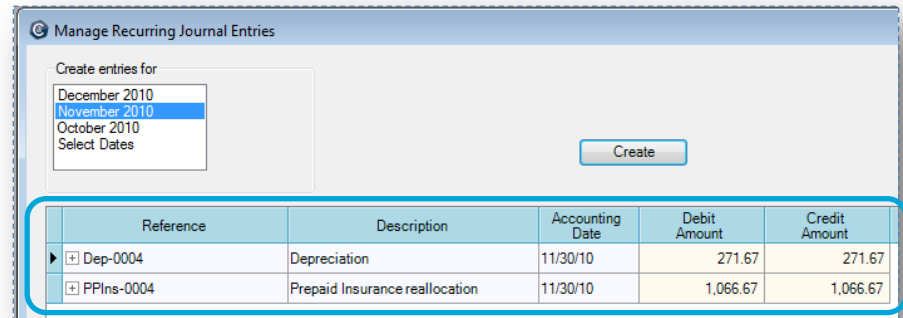 Manage Recurring Journal Entries
Create entries for
December 2010
November 2010
October 2010
Select Dates
Create
Reference Description Accounting Date Debit Amount Credit Amount
Dep-0004 Depreciation 11/30/10 271.67 271.67
PPIns-0004 Prepaid Insurance reallocation 11/30/10 1,066.67 1,066.67